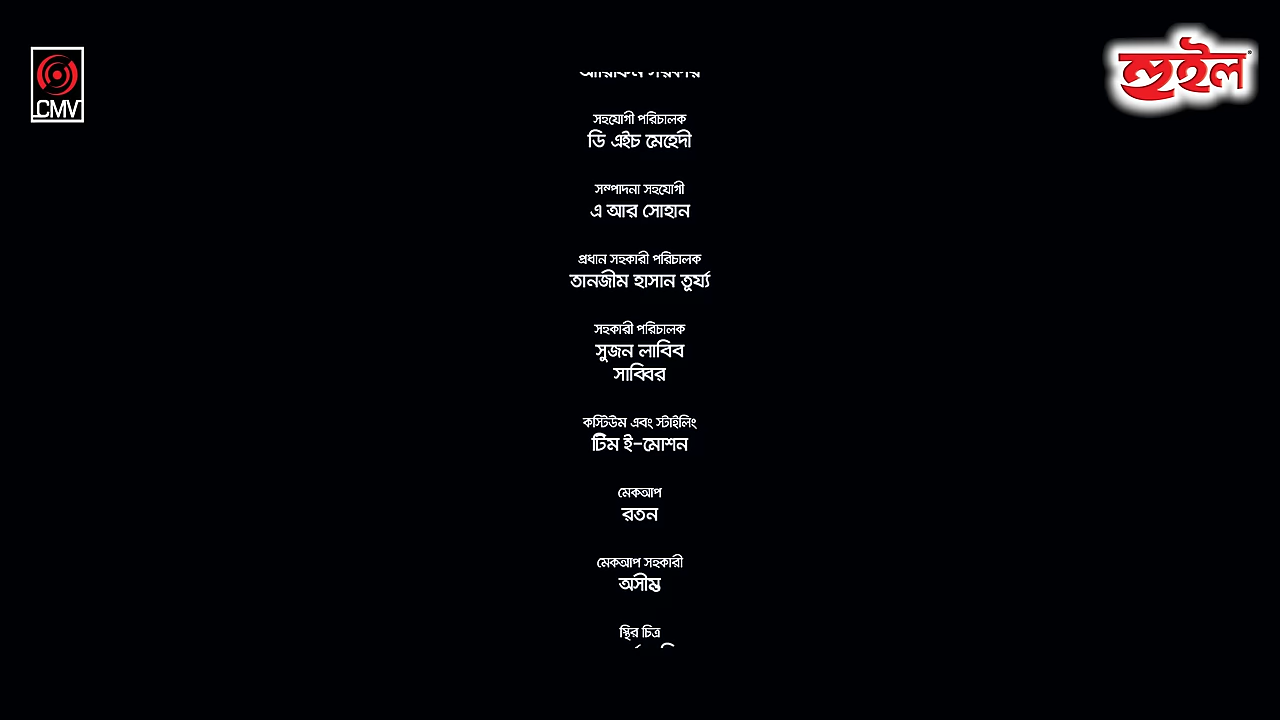 CMV
হুইল
সহযোগী পরিচালক
ডি এইচ মেহেদী
সম্পাদনা সহযোগী
এ আর সোহান
প্রধান সহকারী পরিচালক
তানজীম হাসান তূর্য্য
সহকারী পরিচালক
সুজন লাবিব
সাব্বির
কস্টিউম এবং স্টাইলিং
টিম ই-মোশন
মেকআপ
রতন
মেকআপ সহকারী
অসীম
স্থির চিত্র